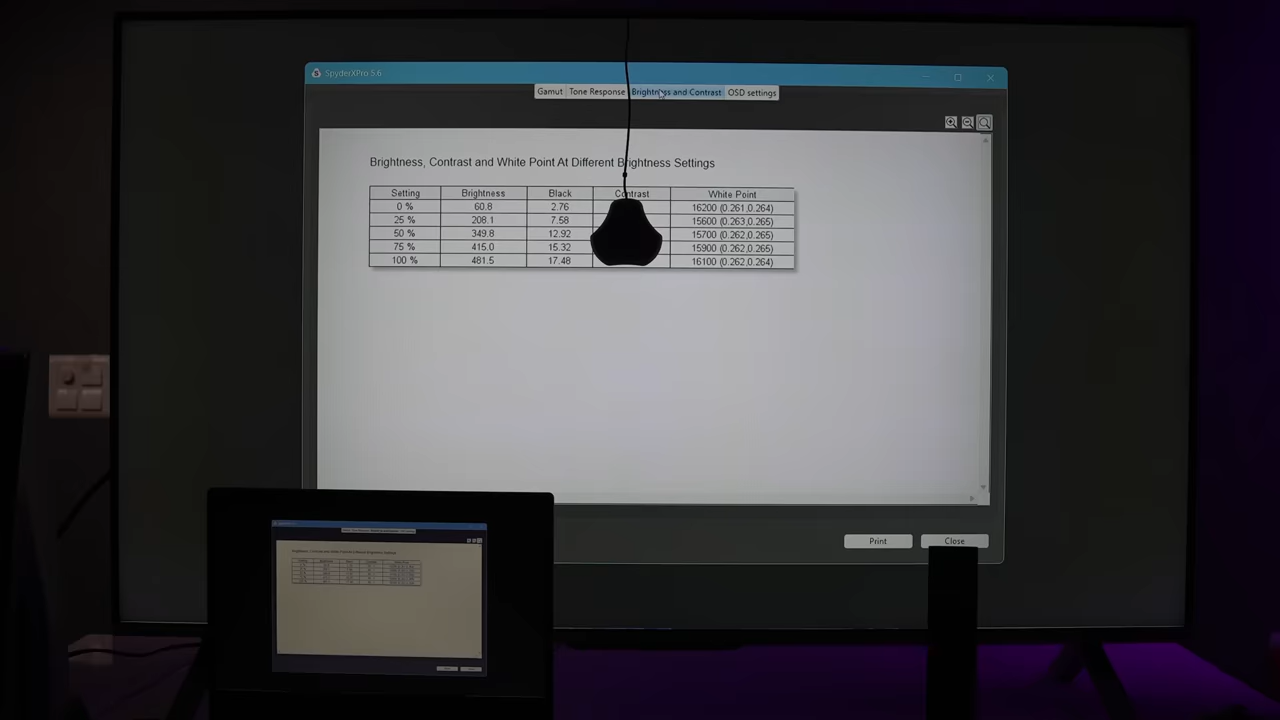 SpyderXPro 5.6
Gamut Tone Response Brightness and Contrast OSD settings
Brightness, Contrast and White Point At Different Brightness Settings
Setting Brightness Black Contrast White Point
0 % 60.8 2.76 16200 (0.261,0.264)
25 % 208.1 7.58 15600 (0.263,0.265)
50 % 349.8 12.92 15700 (0.262,0.265)
75 % 415.0 15.32 15900 (0.262,0.265)
100 % 481.5 17.48 16100 (0.262,0.264)
Print Close